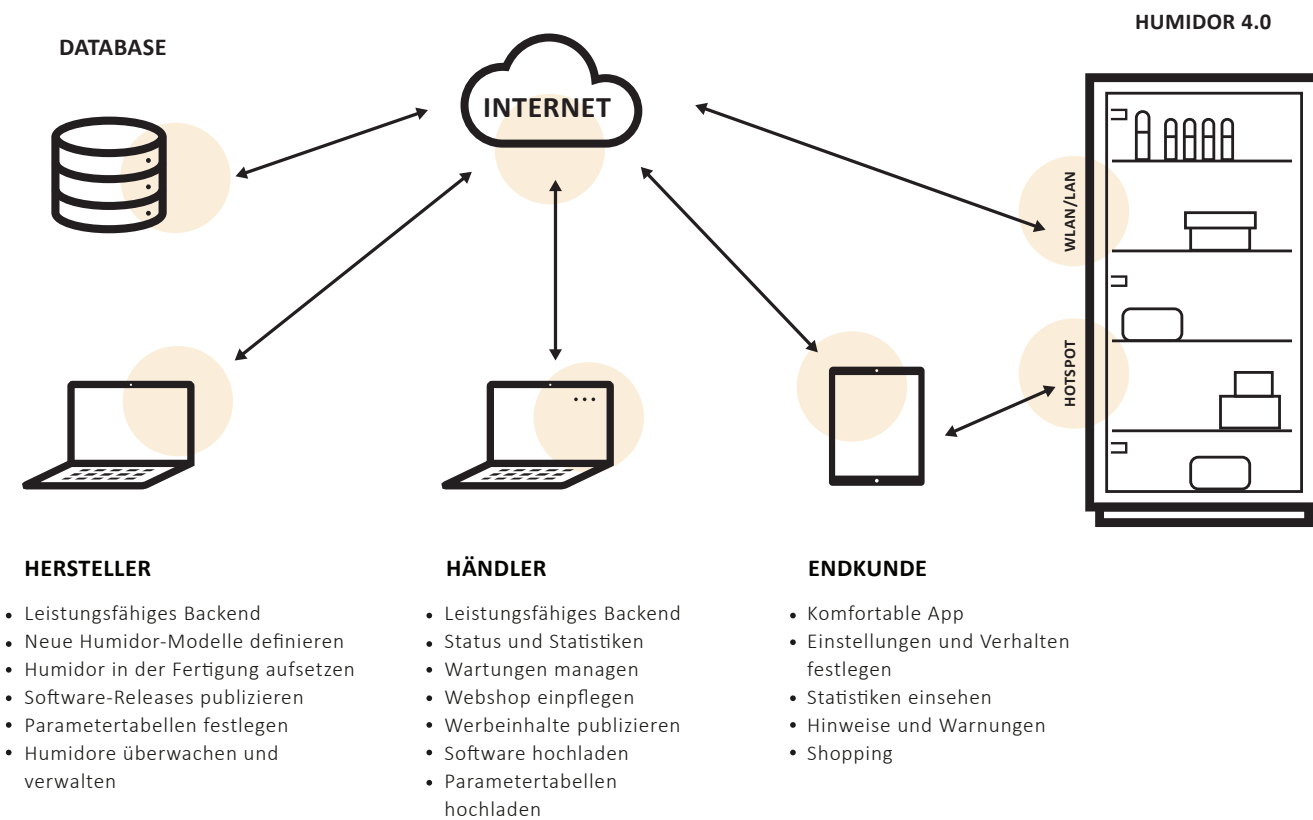 HUMIDOR 4.0
DATABASE
INTERNET
WLAN/LAN
HOTSPOT
HERSTELLER
• Leistungsfähiges Backend
• Neue Humidor-Modelle definieren
• Humidor in der Fertigung aufsetzen
• Software-Releases publizieren
• Parametertabellen festlegen
• Humidore überwachen und
verwalten
HÄNDLER
• Leistungsfähiges Backend
• Status und Statistiken
• Wartungen managen
• Webshop einpflegen
• Werbeinhalte publizieren
• Software hochladen
• Parametertabellen
hochladen
ENDKUNDE
• Komfortable App
• Einstellungen und Verhalten
festlegen
• Statistiken einsehen
• Hinweise und Warnungen
• Shopping